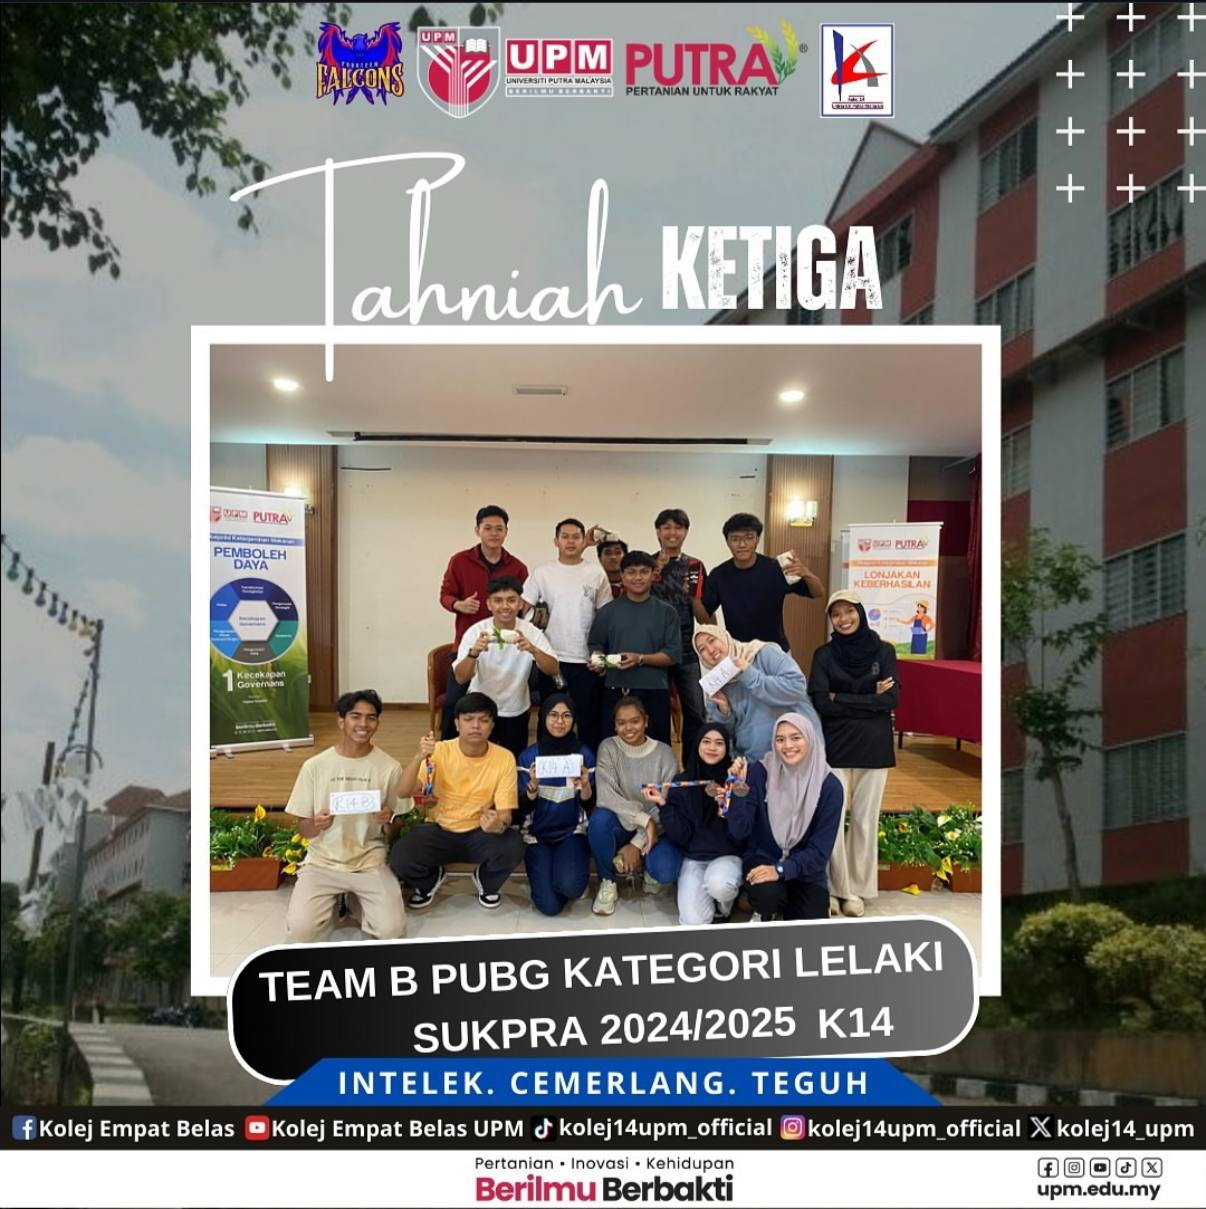 FALCONS
UPM
UPM
UNIVERSITI PUTRA MALAYSIA
BERILMU BERBAKTI
PUTRA
PERTANIAN UNTUK RAKYAT
Tahniah KETIGA
UPM PUTRA
PEMBOLEH
DAYA
1 Kecekapan
Governans
UPM PUTRA
LONJAKAN
KEBERHASILAN
K14 B
K14 A
TEAM B PUBG KATEGORI LELAKI
SUKPRA 2024/2025 K14
INTELEK. CEMERLANG. TEGUH
Kolej Empat Belas Kolej Empat Belas UPM kolej14upm_official kolej14upm_official kolej14_upm
Pertanian • Inovasi • Kehidupan
Berilmu Berbakti
upm.edu.my